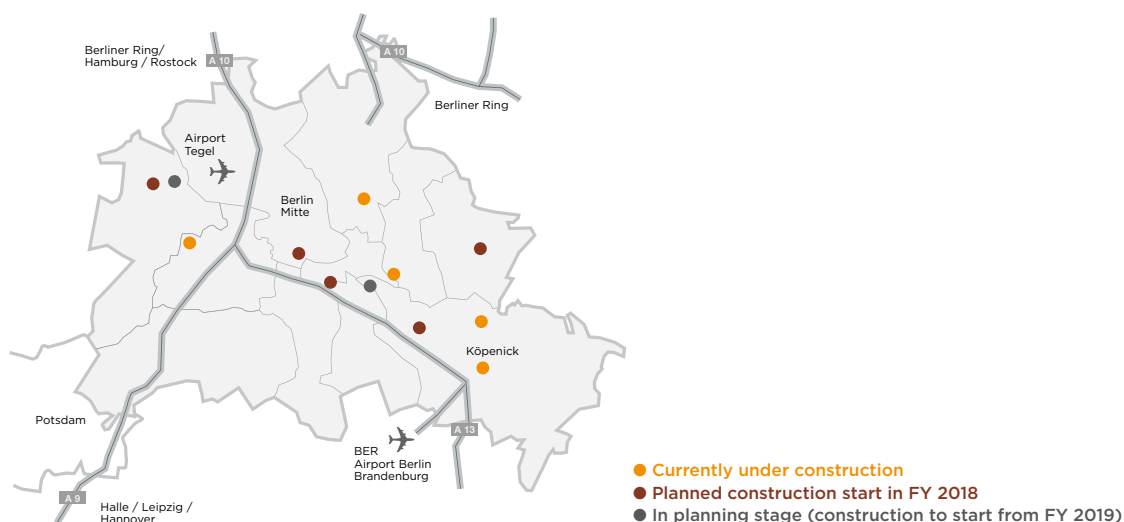 Berliner Ring/
Hamburg / Rostock
A 10
A 10
Berliner Ring
Airport
Tegel
Berlin
Mitte
Köpenick
Potsdam
A 13
BER
Airport Berlin
Brandenburg
A 9
Halle / Leipzig /
Hannover
Currently under construction
Planned construction start in FY 2018
In planning stage (construction to start from FY 2019)